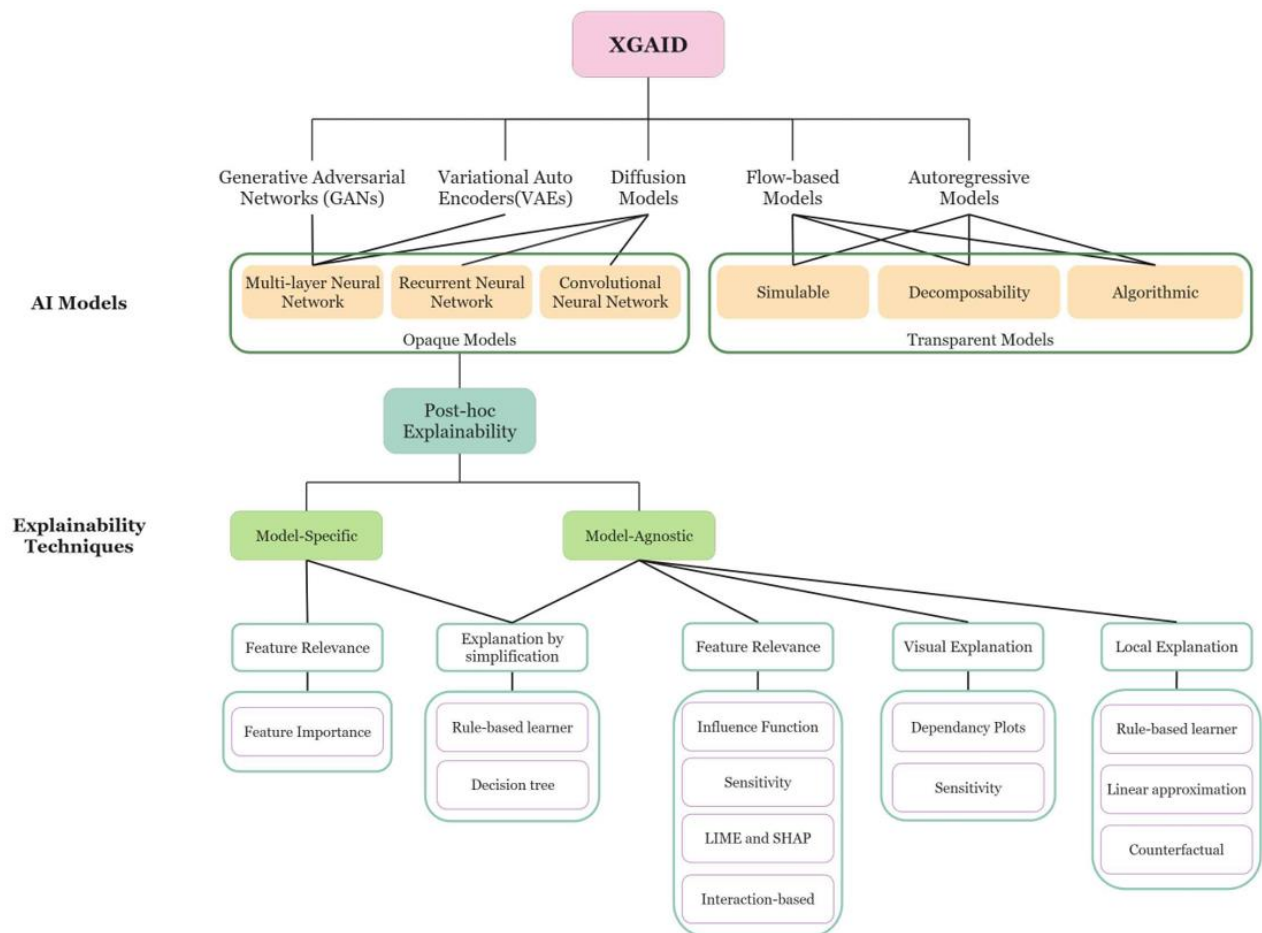 XGAID
Generative Adversarial
Networks (GANs)
Variational Auto
Encoders(VAEs)
Diffusion
Models
Flow-based
Models
Autoregressive
Models
AI Models
Multi-layer Neural
Network
Recurrent Neural
Network
Convolutional
Neural Network
Opaque Models
Simulable
Decomposability
Algorithmic
Transparent Models
Post-hoc
Explainability
Explainability
Techniques
Model-Specific
Model-Agnostic
Feature Relevance
Explanation by
simplification
Feature Relevance
Visual Explanation
Local Explanation
Feature Importance
Rule-based learner
Decision tree
Influence Function
Sensitivity
LIME and SHAP
Interaction-based
Dependancy Plots
Sensitivity
Rule-based learner
Linear approximation
Counterfactual